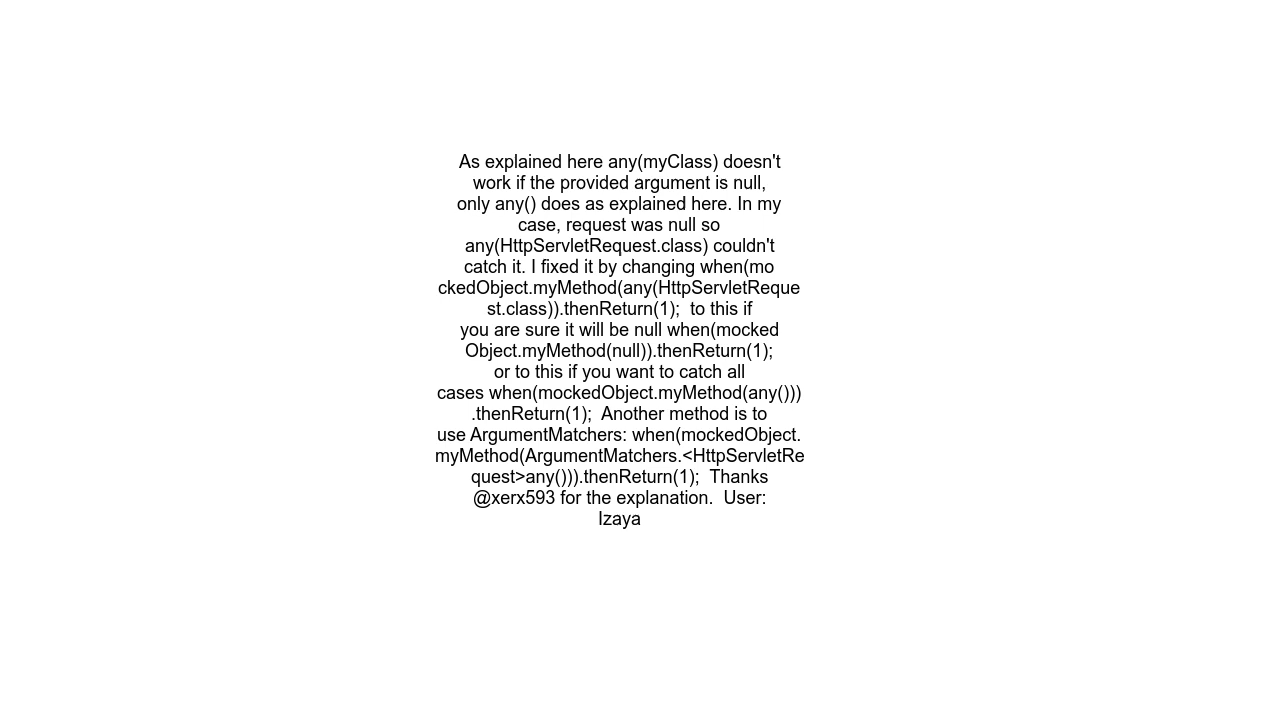 As explained here any(myClass) doesn't
work if the provided argument is null,
only any() does as explained here. In my
case, request was null so
any(HttpServletRequest.class) couldn't
catch it. I fixed it by changing when(mo
ckedObject.myMethod(any(HttpServletReque
st.class)).thenReturn(1);  to this if
you are sure it will be null when(mocked
Object.myMethod(null)).thenReturn(1);
or to this if you want to catch all
cases when(mockedObject.myMethod(any()))
.thenReturn(1);  Another method is to
use ArgumentMatchers: when(mockedObject.
myMethod(ArgumentMatchers.<HttpServletRe
quest>any())).thenReturn(1);  Thanks
@xerx593 for the explanation.  User:
Izaya